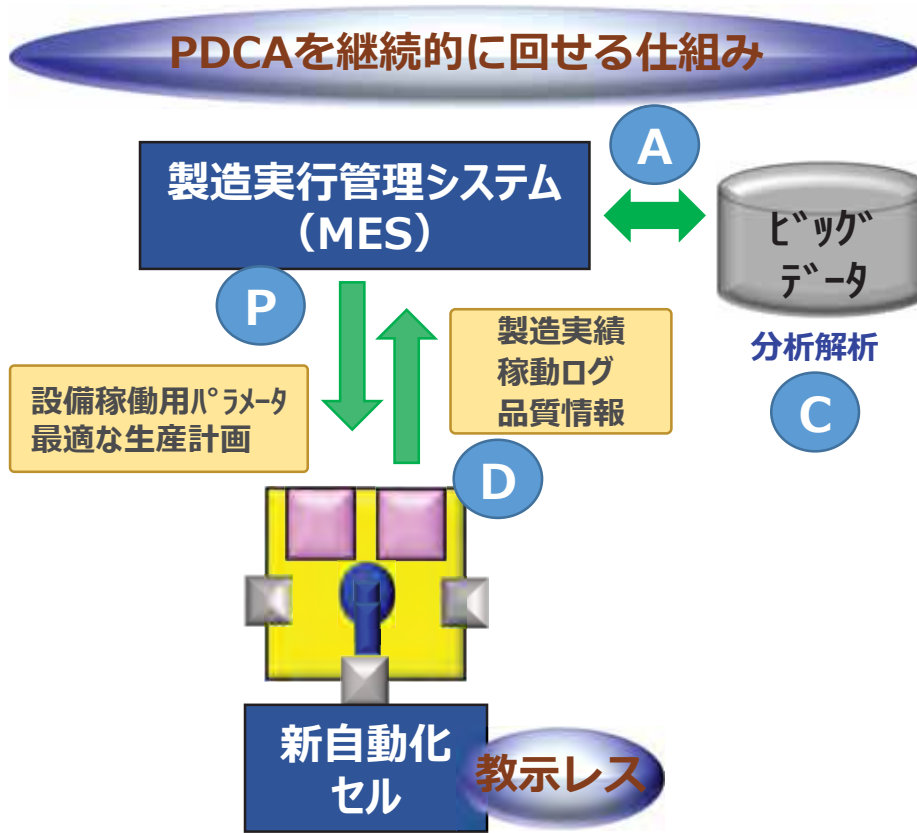 PDCAを継続的に回せる仕組み
A
製造実行管理システム
（MES）
ﾋﾞｯｸﾞ
ﾃﾞｰﾀ
P
製造実績
稼動ログ
品質情報
分析解析
C
設備稼働用ﾊﾟﾗﾒｰﾀ
最適な生産計画
D
新自動化
セル
教示レス